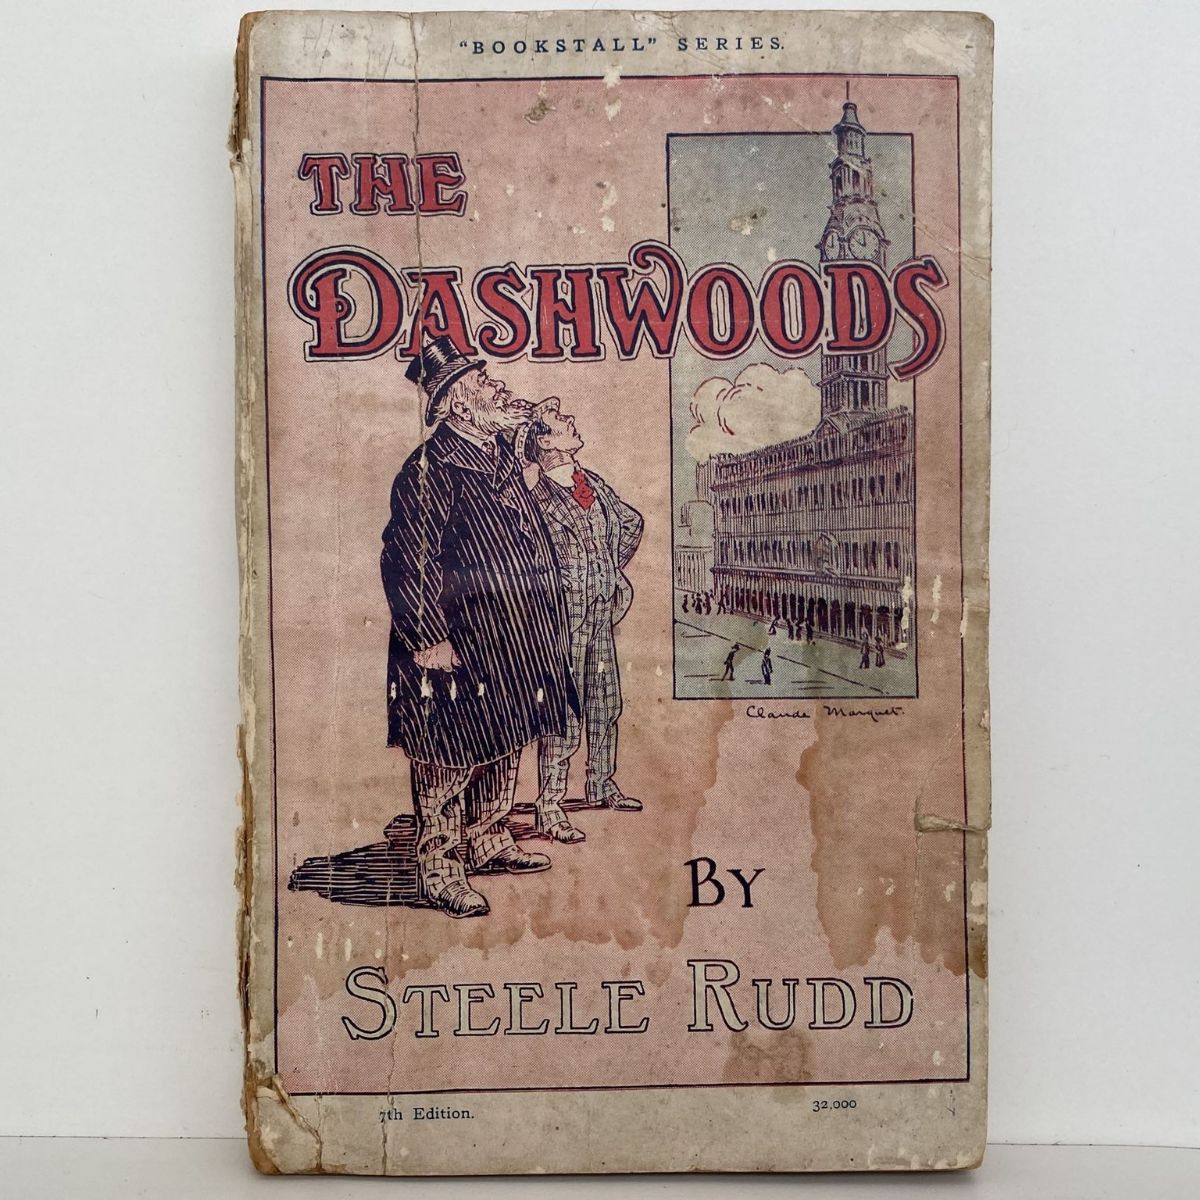 "BOOKSTALL" SERIES.
THE
DASHWOODS
Claude Marquet.
BY
STEELE RUDD
7th Edition.
32,000